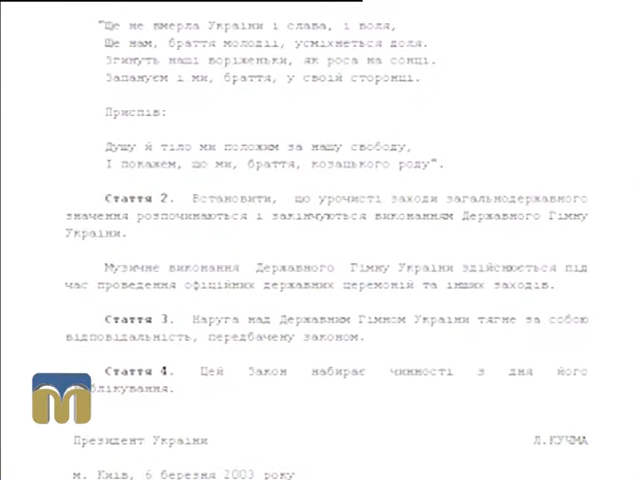 "Ще не вмерла України і слава, і воля,
Ще нам, браття молодії, усміхнеться доля.
Згинуть наші воріженьки, як роса на сонці.
Запануєм і ми, браття, у своїй сторонці.
Приспів:
Душу й тіло ми положим за нашу свободу,
І покажем, що ми, браття, козацького роду".
Стаття 2. Встановити, що урочисті заходи загальнодержавного
значення розпочинаються і закінчуються виконанням Державного Гімну
України.
Музичне виконання Державного Гімну України здійснюється під
час проведення офіційних державних церемоній та інших заходів.
Стаття 3. Наруга над Державним Гімном України тягне за собою
відповідальність, передбачену законом.
Стаття 4. Цей Закон набирає чинності з дня його
блікування.
Президент України Л.КУЧМА
м. Київ, 6 березня 2003 року